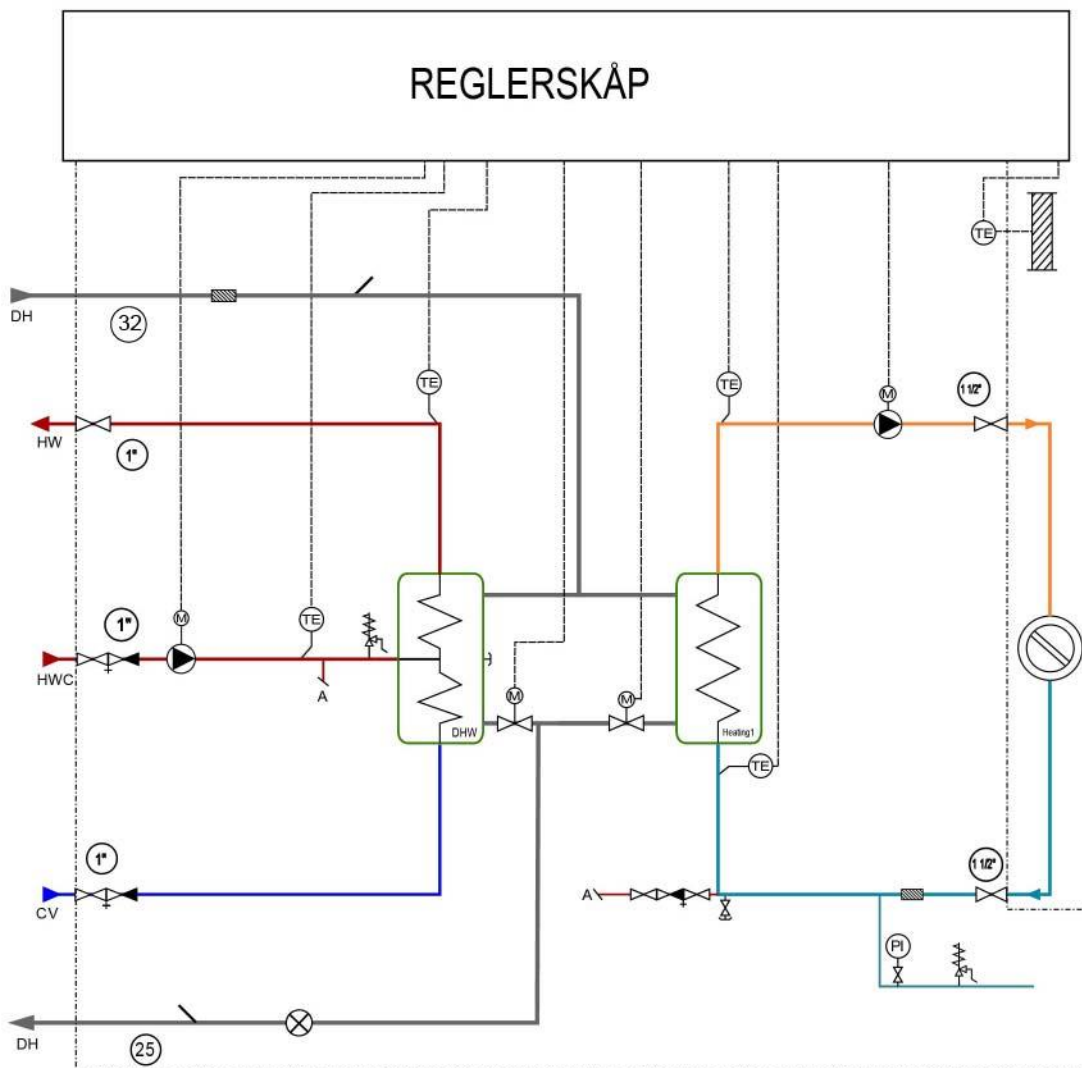 REGLERSKÅP
TE
DH
32
TE
TE
M
1 1/2"
HW
1"
1"
M
TE
HWC
A
M
M
DHW
Heating1
TE
1"
1 1/2"
CV
A
PI
DH
25